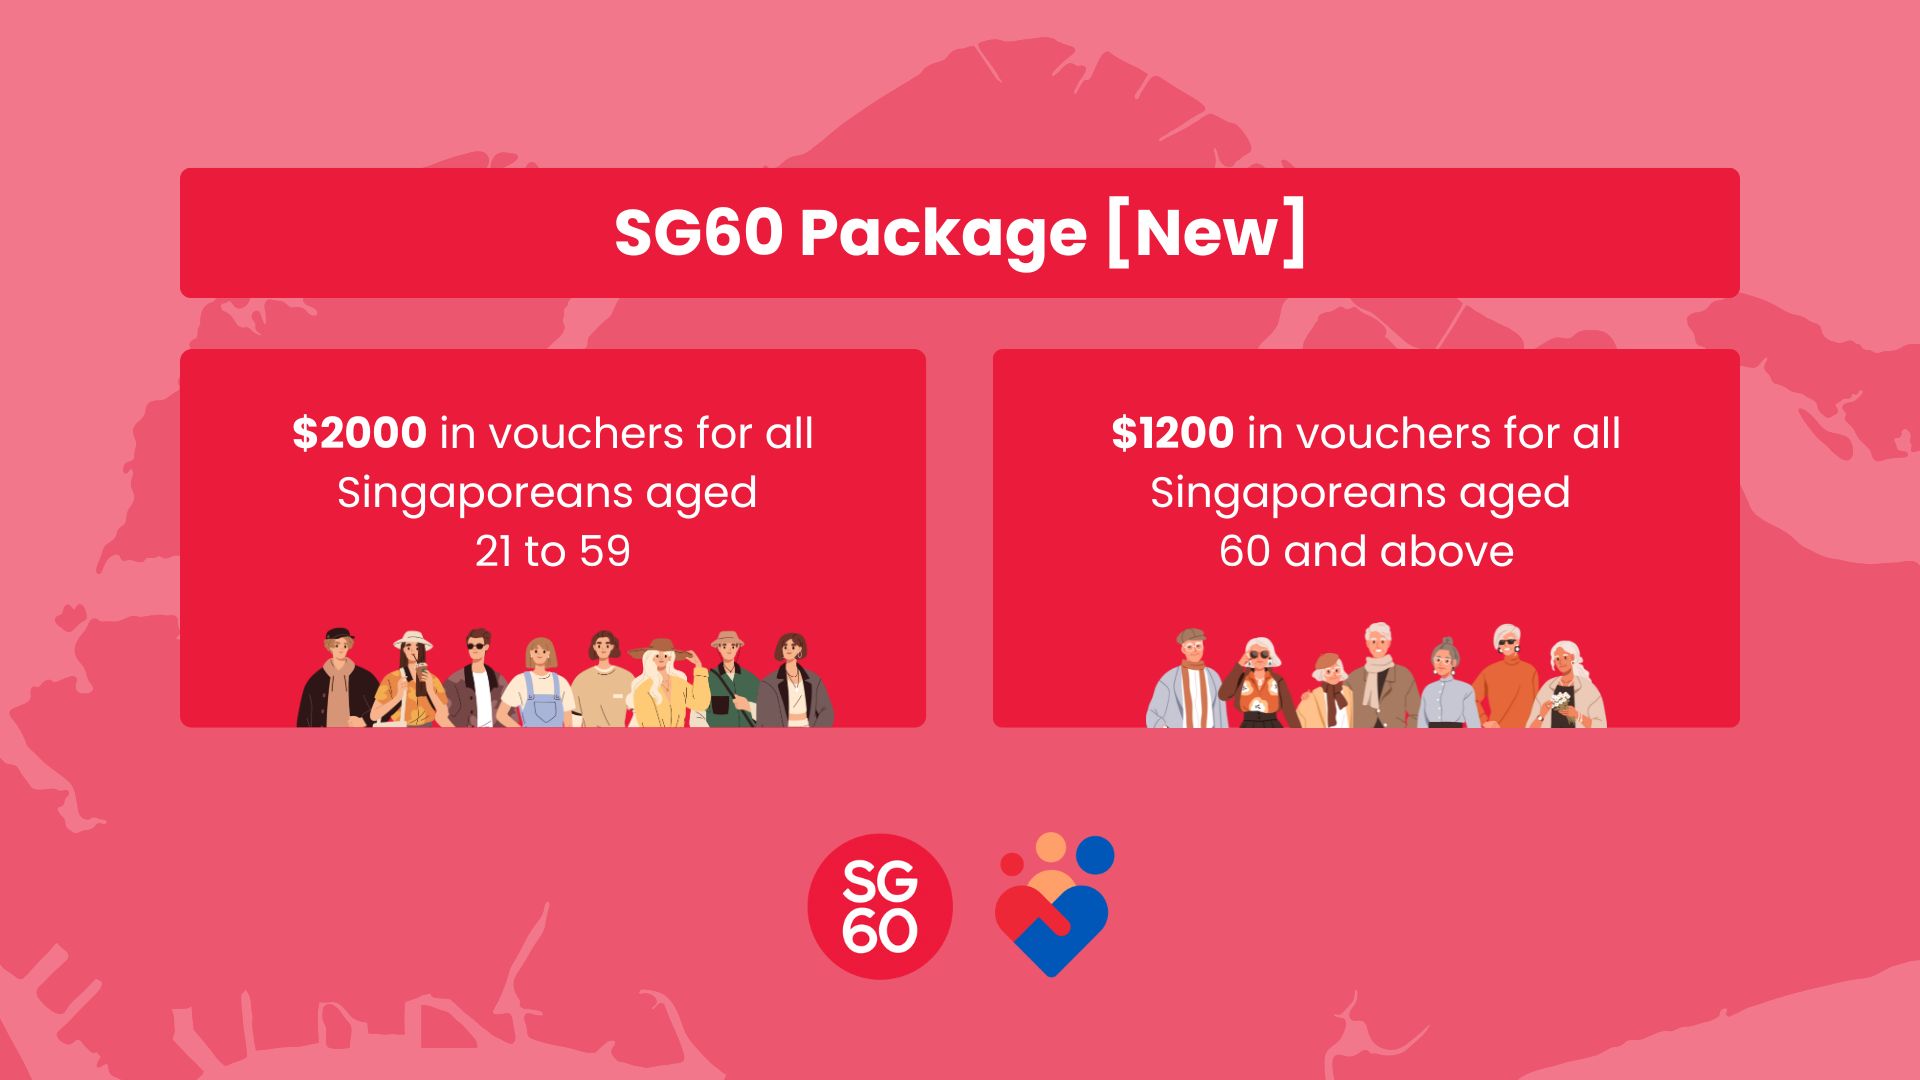 SG60 Package [New]
$2000 in vouchers for all
Singaporeans aged
21 to 59
$1200 in vouchers for all
Singaporeans aged
60 and above
SG
60